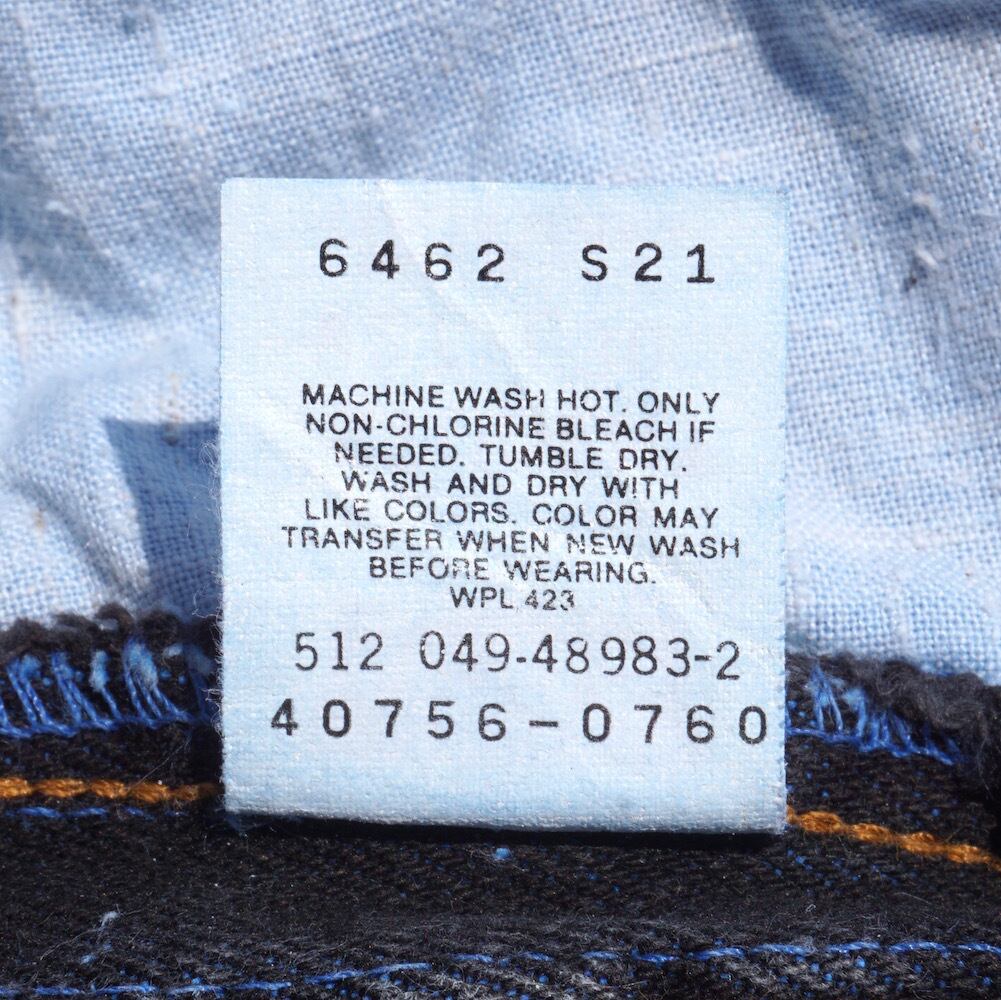 6462 S21
MACHINE WASH HOT. ONLY
NON-CHLORINE BLEACH IF
NEEDED. TUMBLE DRY.
WASH AND DRY WITH
LIKE COLORS. COLOR MAY
TRANSFER WHEN NEW WASH
BEFORE WEARING.
WPL 423
512 049-48983-2
40756-0760